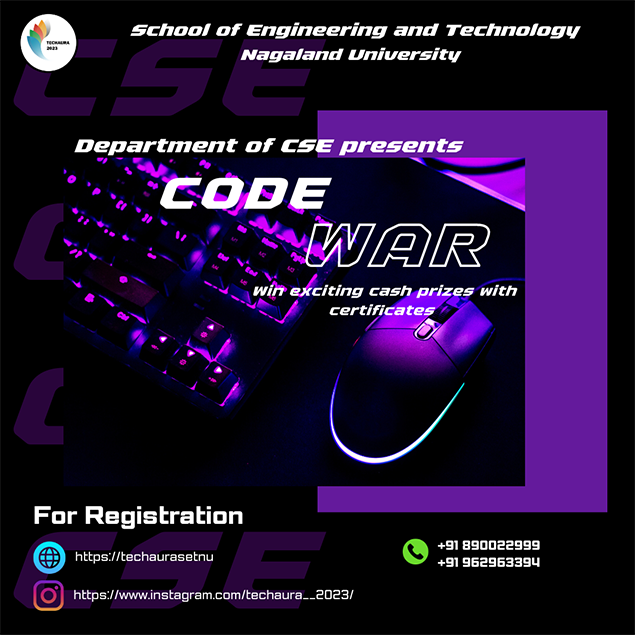 TECHAURA
2023
School of Engineering and Technology
Nagaland University
CSE
Department of CSE presents
CODE
WAR
Win exciting cash prizes with
certificates
For Registration
https://techaurasetnu
https://www.instagram.com/techaura__2023/
+91 890022999
+91 962963394
CSE